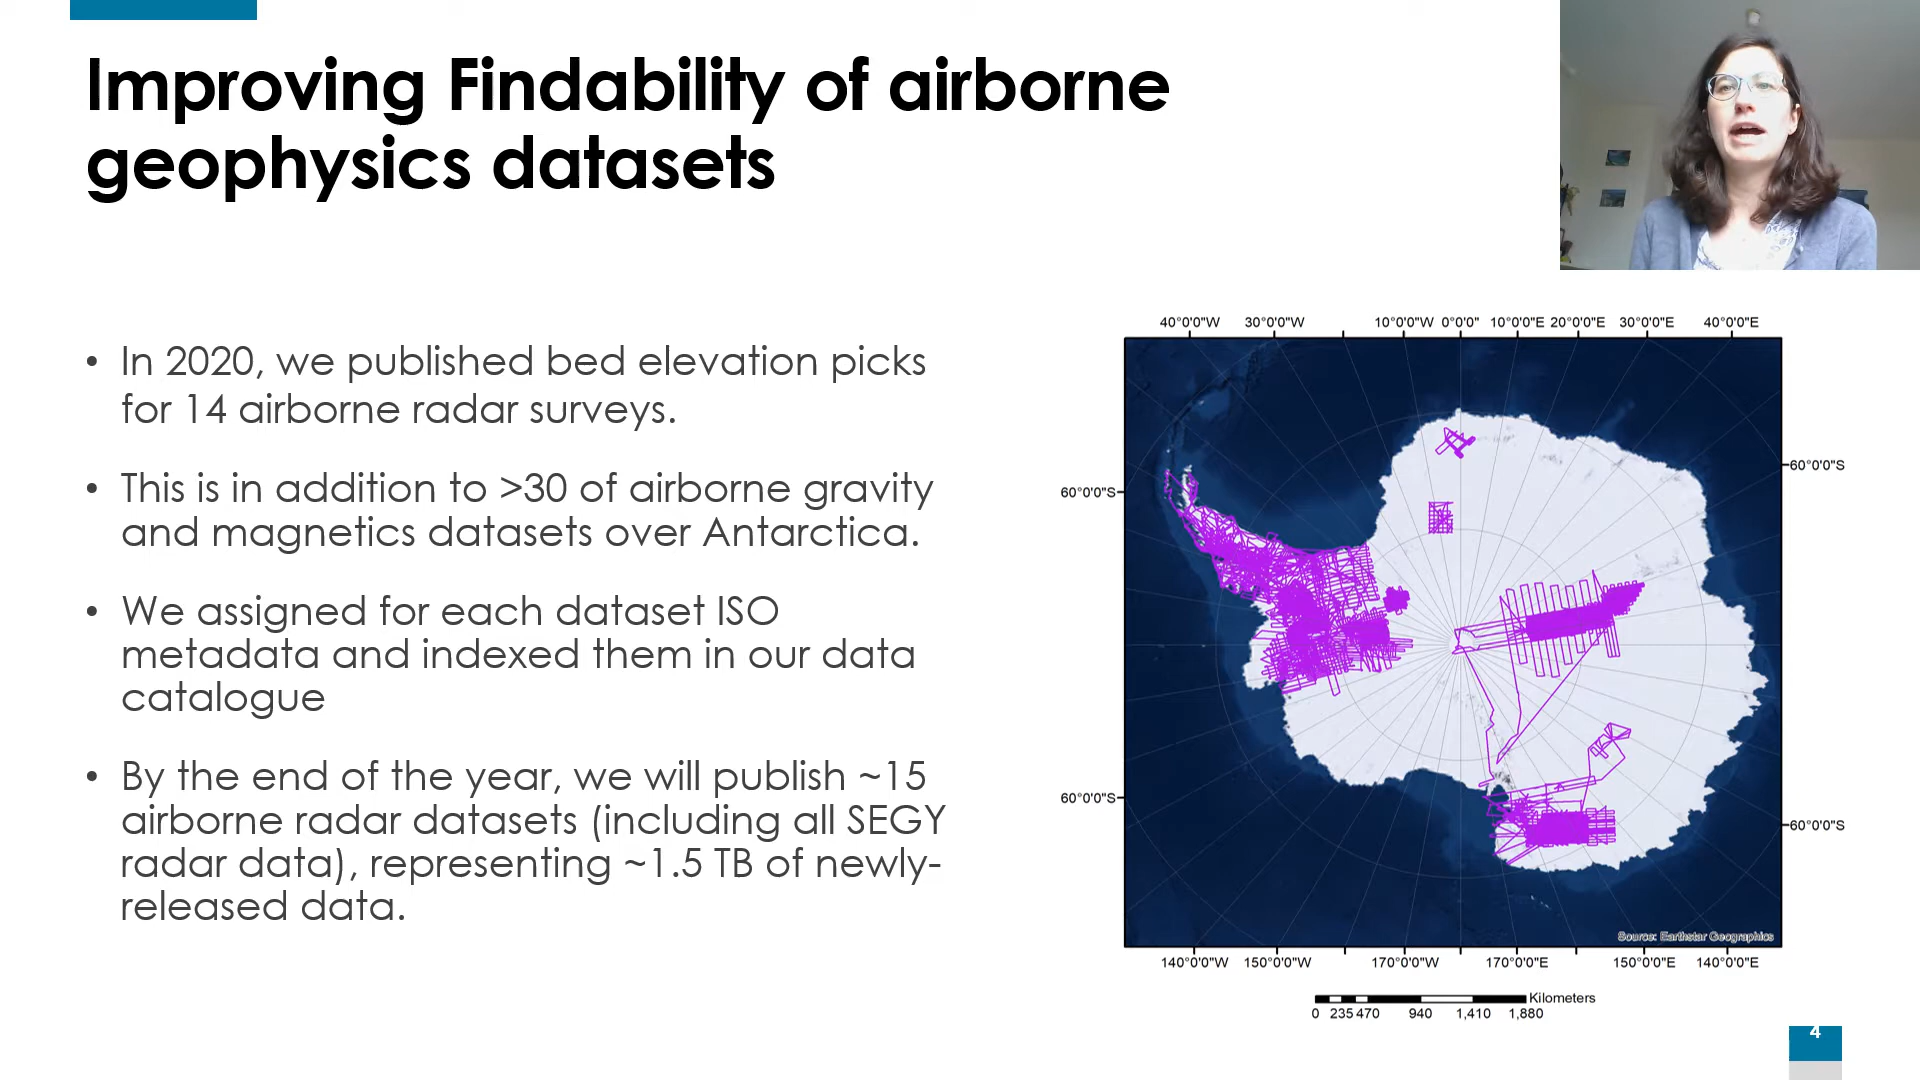 Improving Findability of airborne
geophysics datasets
• In 2020, we published bed elevation picks
for 14 airborne radar surveys.
• This is in addition to >30 of airborne gravity
and magnetics datasets over Antarctica.
• We assigned for each dataset ISO
metadata and indexed them in our data
catalogue
• By the end of the year, we will publish ~15
airborne radar datasets (including all SEGY
radar data), representing ~1.5 TB of newly-
released data.
40°0'0"W 30°0'0"W 10°0'0"W 0°0'0" 10°0'0"E 20°0'0"E 30°0'0"E 40°0'0"E
60°0'0"S
60°0'0"S
60°0'0"S
60°0'0"S
Source: Earthstar Geographics
140°0'0"W 150°0'0"W 170°0'0"W 170°0'0"E 150°0'0"E 140°0'0"E
Kilometers
0 235 470 940 1,410 1,880
4